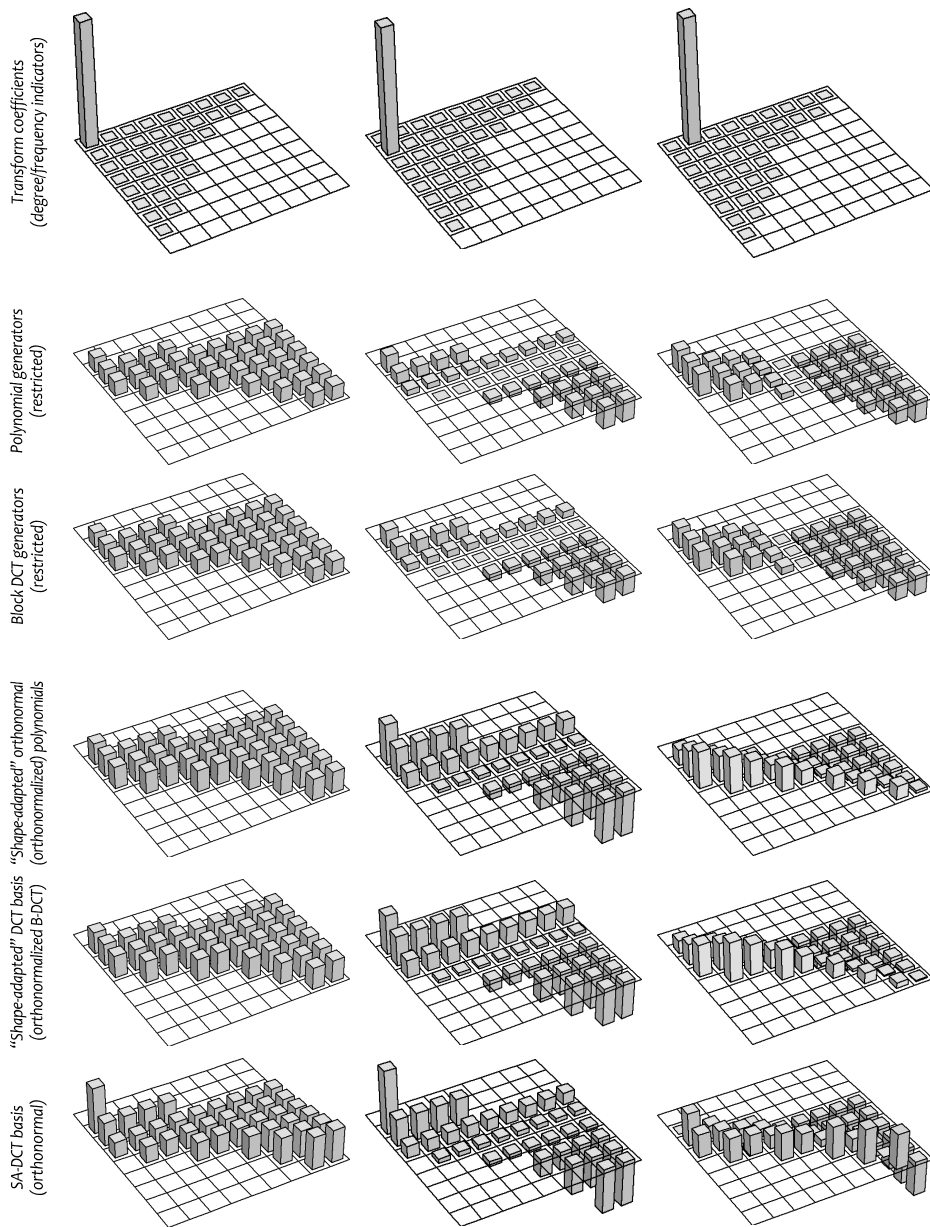 Transform coefficients
(degree/frequency indicators)
Polynomial generators
(restricted)
Block DCT generators
(restricted)
“Shape-adapted” orthonormal
(orthonormalized) polynomials
“Shape-adapted” DCT basis
(orthonormalized B-DCT)
SA-DCT basis
(orthonormal)